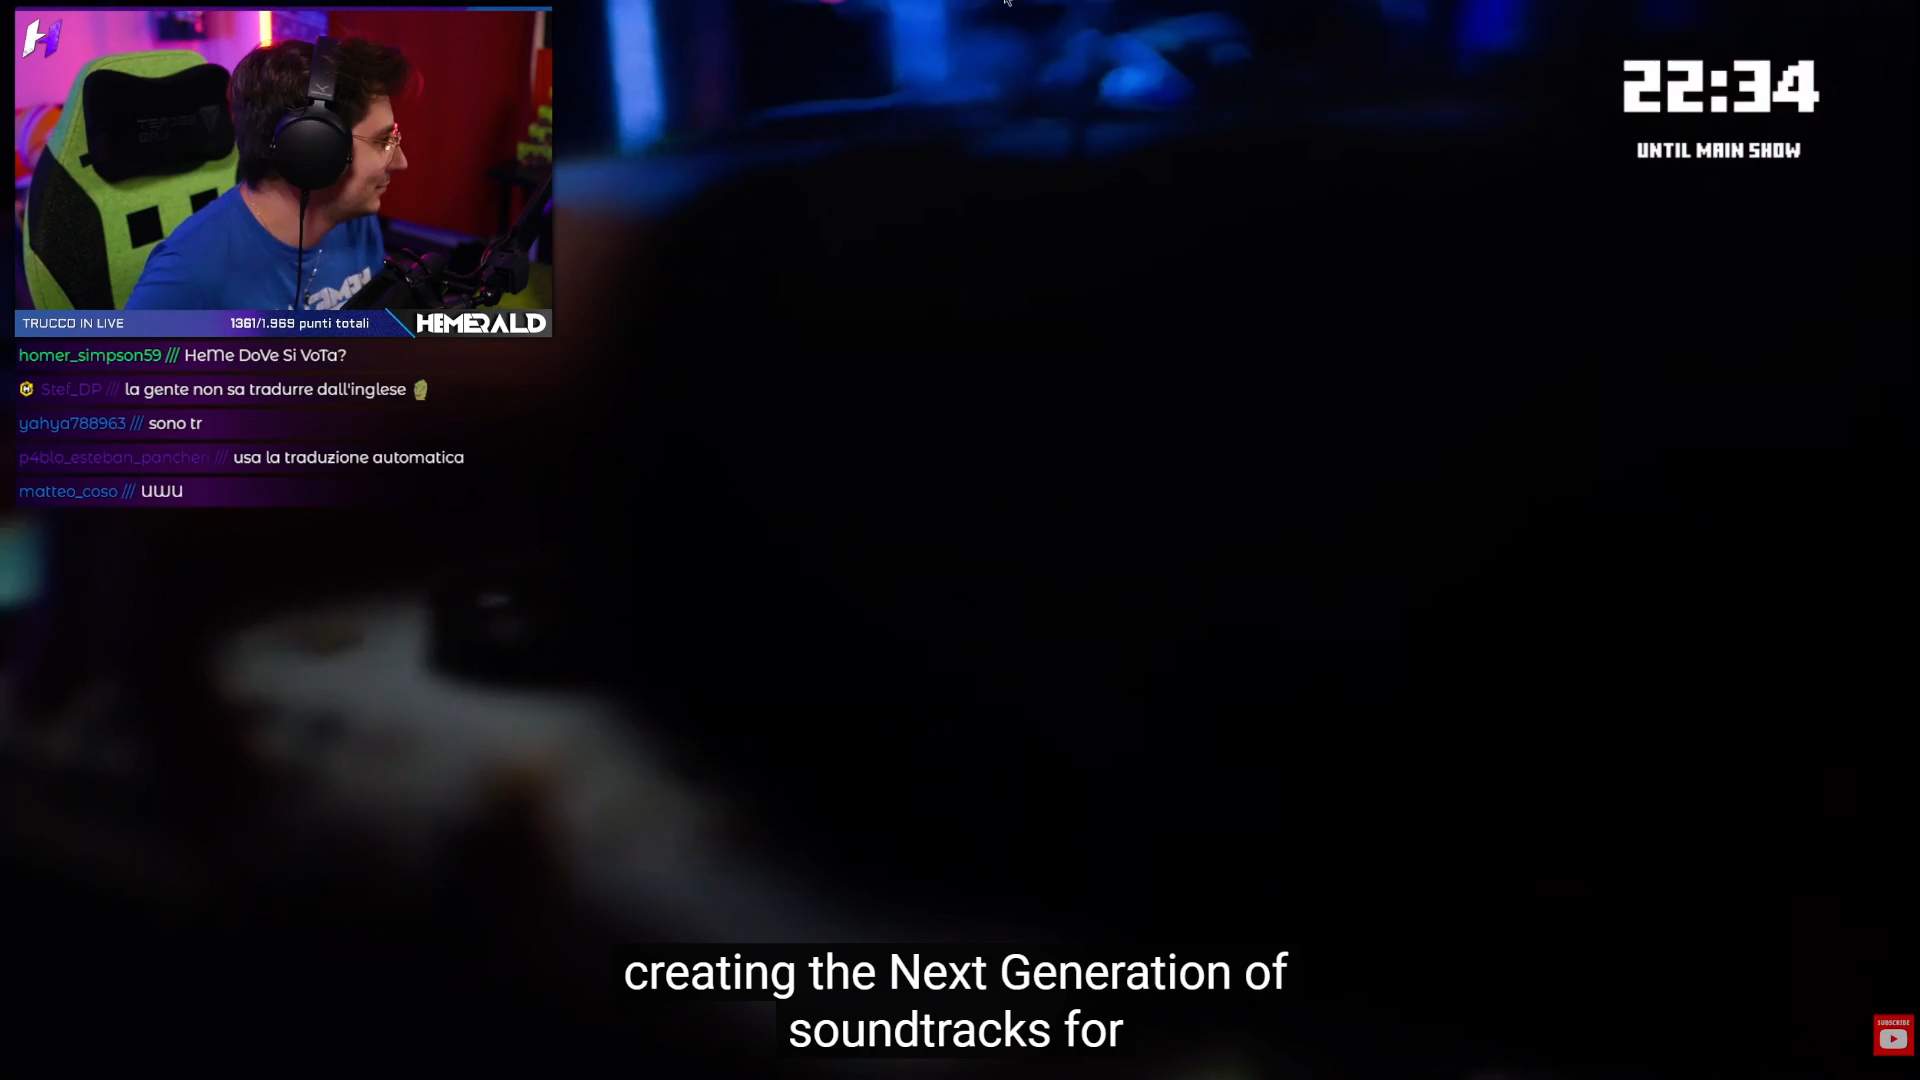 22:34
UNTIL MAIN SHOW
TRUCCO IN LIVE
1361/1.969 punti totali
HEMERALD
homer_simpson59 /// HeMe DoVe Si VoTa?
Stef_DP /// la gente non sa tradurre dall'inglese
yahya788963 /// sono tr
p4blo_esteban_pancheri /// usa la traduzione automatica
matteo_coso /// UWU
creating the Next Generation of
soundtracks for
SUBSCRIBE